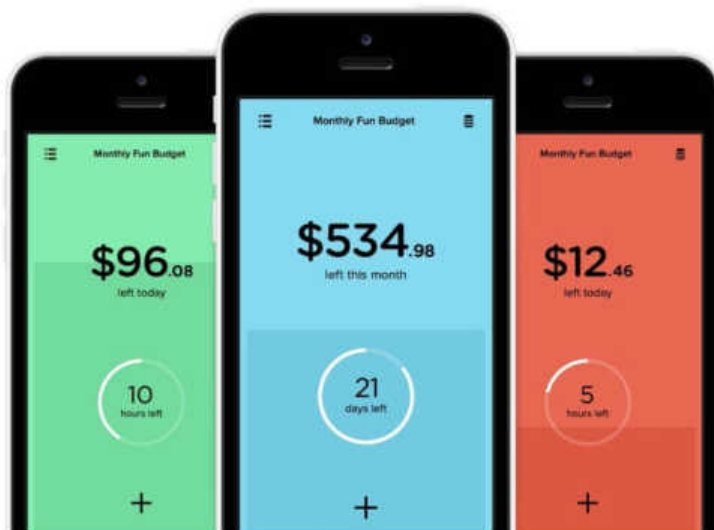 Monthly Fun Budget
$96.08
left today
10
hours left
+
Monthly Fun Budget
$534.98
left this month
21
days left
+
Monthly Fun Budget
$12.46
left today
5
hours left
+